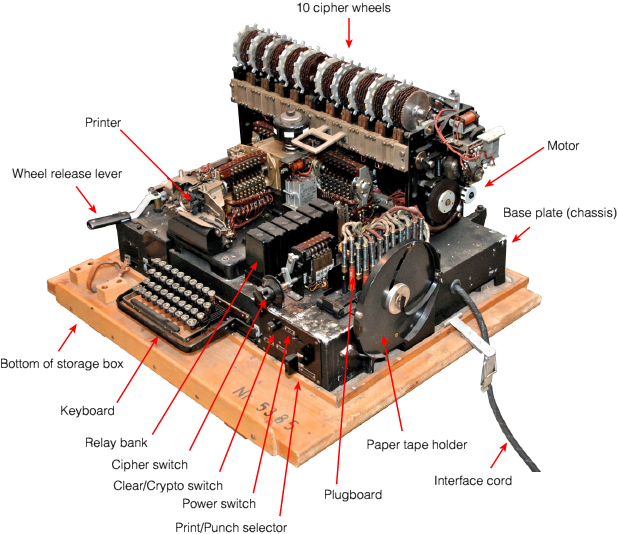 10 cipher wheels
Printer
Motor
Wheel release lever
Base plate (chassis)
Bottom of storage box
Keyboard
Relay bank
Cipher switch
Clear/Crypto switch
Power switch
Print/Punch selector
Plugboard
Paper tape holder
Interface cord
Nr 5385